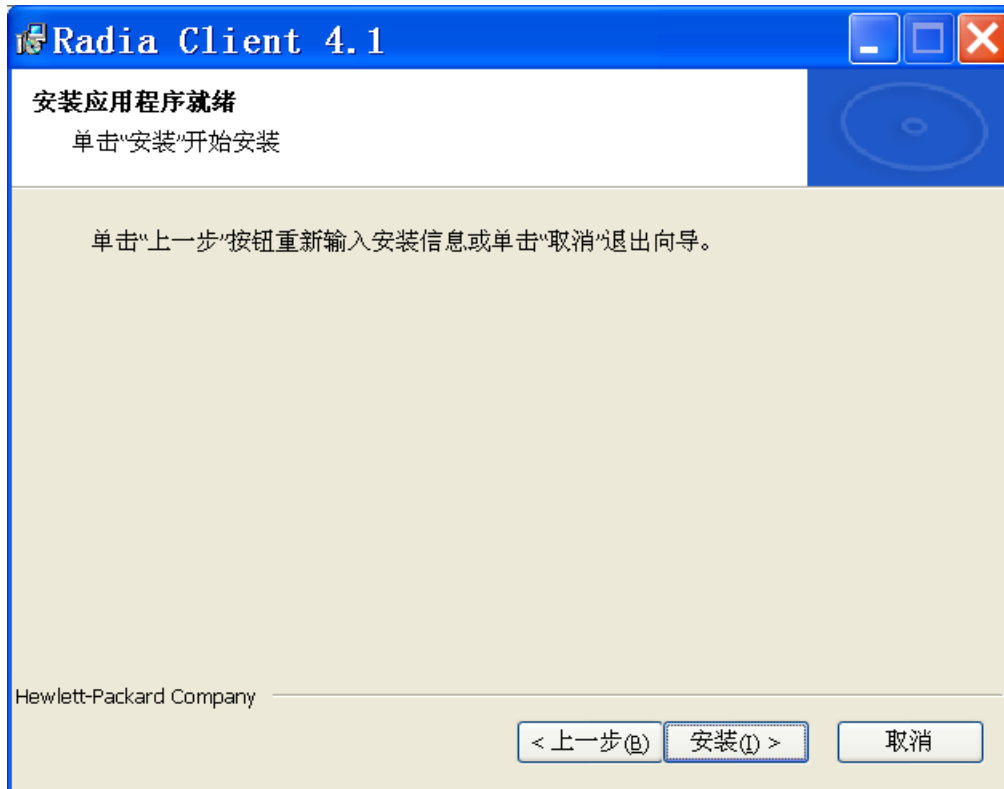 Radia Client 4.1
安装应用程序就绪
单击“安装”开始安装
单击“上一步”按钮重新输入安装信息或单击“取消”退出向导。
Hewlett-Packard Company
< 上一步(B) 安装(I) > 取消